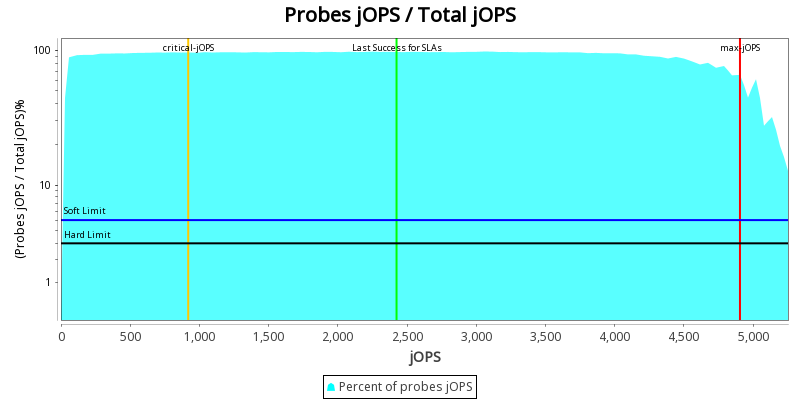 Probes jOPS / Total jOPS
(Probes jOPS / Total jOPS)%
100
10
1
critical-jOPS
Last Success for SLAs
max-jOPS
Soft Limit
Hard Limit
0
500
1,000
1,500
2,000
2,500
3,000
3,500
4,000
4,500
5,000
jOPS
Percent of probes jOPS